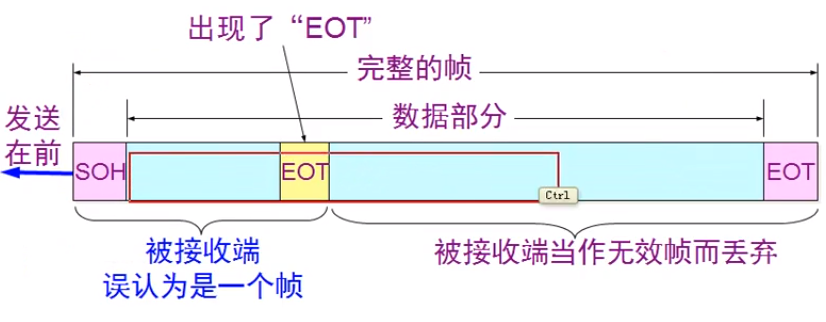 出现了“EOT”
完整的帧
发送
在前
数据部分
SOH
EOT
EOT
Ctrl
被接收端
误认为是一个帧
被接收端当作无效帧而丢弃